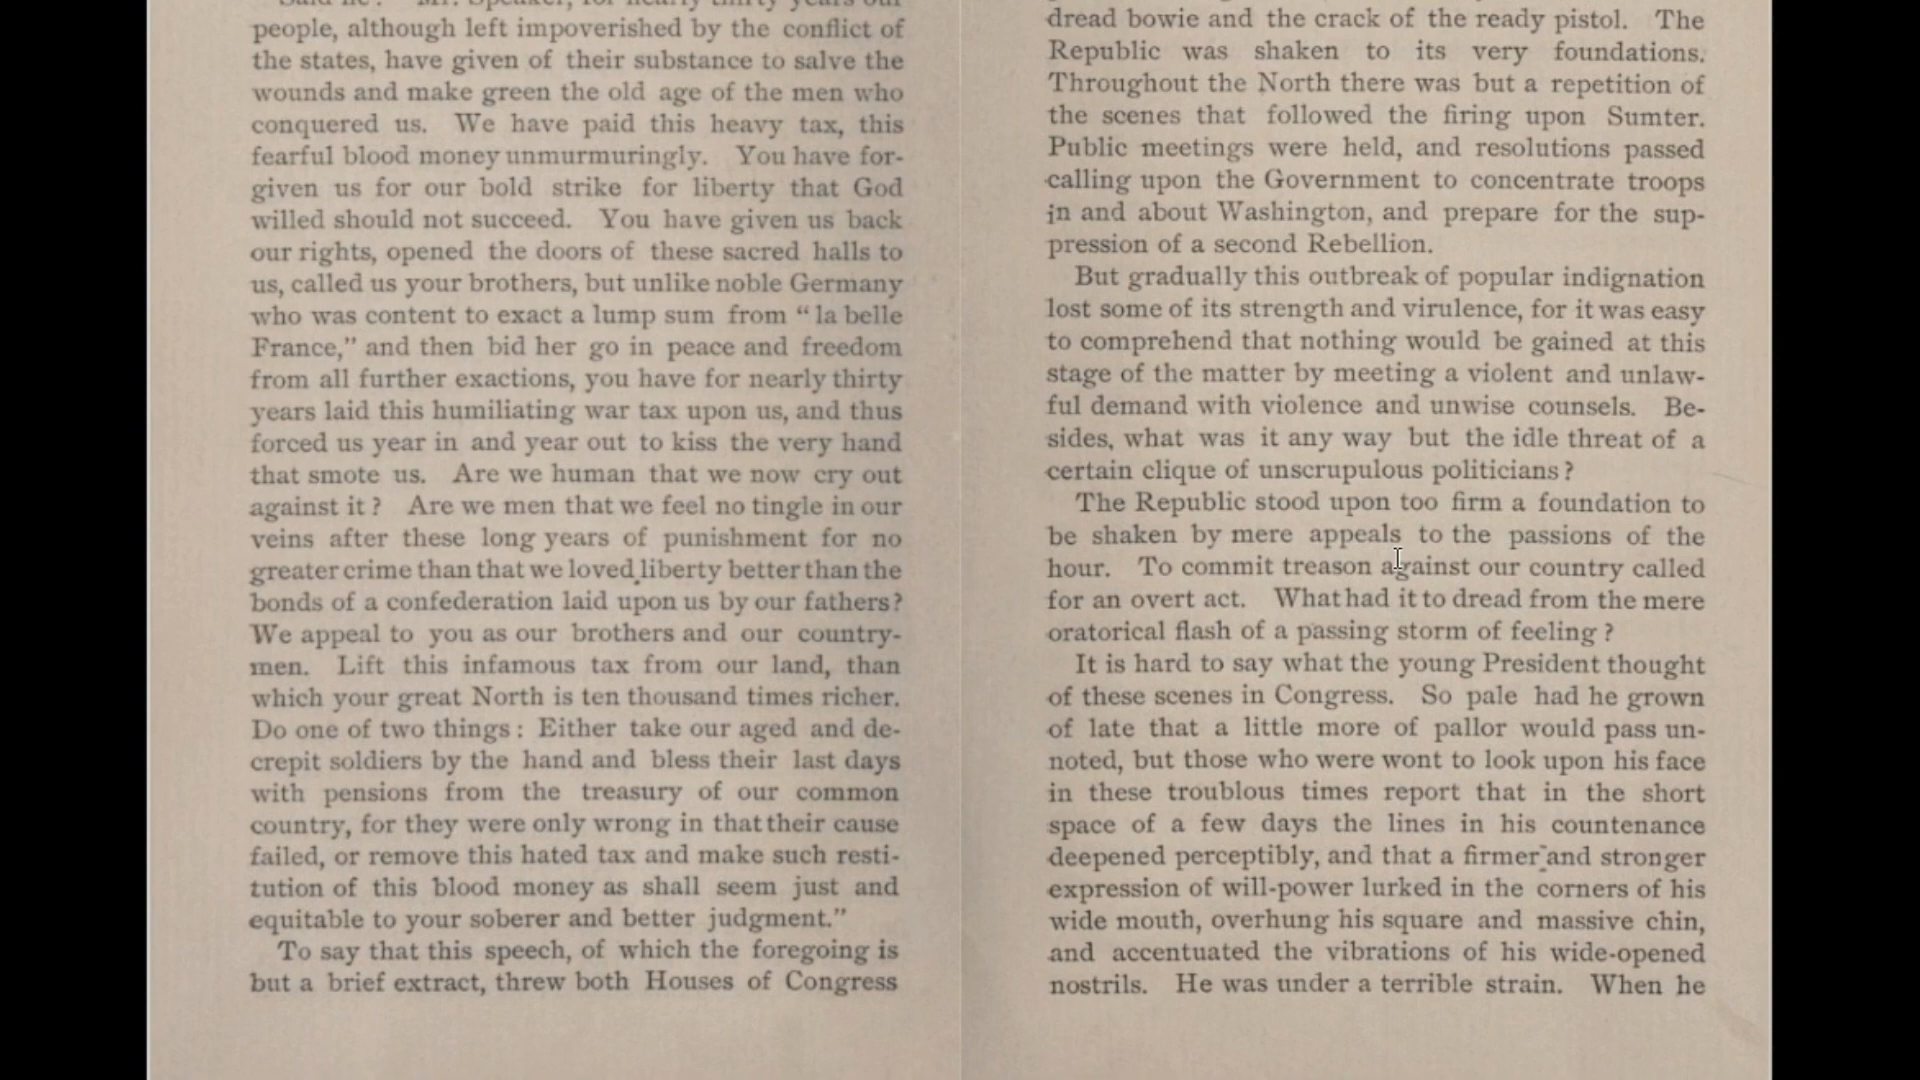 Said he: "Mr. Speaker, for nearly thirty years our
people, although left impoverished by the conflict of
the states, have given of their substance to salve the
wounds and make green the old age of the men who
conquered us. We have paid this heavy tax, this
fearful blood money unmurmuringly. You have for-
given us for our bold strike for liberty that God
willed should not succeed. You have given us back
our rights, opened the doors of these sacred halls to
us, called us your brothers, but unlike noble Germany
who was content to exact a lump sum from “ la belle
France,” and then bid her go in peace and freedom
from all further exactions, you have for nearly thirty
years laid this humiliating war tax upon us, and thus
forced us year in and year out to kiss the very hand
that smote us. Are we human that we now cry out
against it ? Are we men that we feel no tingle in our
veins after these long years of punishment for no
greater crime than that we loved liberty better than the
bonds of a confederation laid upon us by our fathers?
We appeal to you as our brothers and our country-
men. Lift this infamous tax from our land, than
which your great North is ten thousand times richer.
Do one of two things : Either take our aged and de-
crepit soldiers by the hand and bless their last days
with pensions from the treasury of our common
country, for they were only wrong in that their cause
failed, or remove this hated tax and make such resti-
tution of this blood money as shall seem just and
equitable to your soberer and better judgment.”
To say that this speech, of which the foregoing is
but a brief extract, threw both Houses of Congress
dread bowie and the crack of the ready pistol. The
Republic was shaken to its very foundations.
Throughout the North there was but a repetition of
the scenes that followed the firing upon Sumter.
Public meetings were held, and resolutions passed
calling upon the Government to concentrate troops
in and about Washington, and prepare for the sup-
pression of a second Rebellion.
But gradually this outbreak of popular indignation
lost some of its strength and virulence, for it was easy
to comprehend that nothing would be gained at this
stage of the matter by meeting a violent and unlaw-
ful demand with violence and unwise counsels. Be-
sides, what was it any way but the idle threat of a
certain clique of unscrupulous politicians ?
The Republic stood upon too firm a foundation to
be shaken by mere appeals to the passions of the
hour. To commit treason against our country called
for an overt act. What had it to dread from the mere
oratorical flash of a passing storm of feeling ?
It is hard to say what the young President thought
of these scenes in Congress. So pale had he grown
of late that a little more of pallor would pass un-
noted, but those who were wont to look upon his face
in these troublous times report that in the short
space of a few days the lines in his countenance
deepened perceptibly, and that a firmer and stronger
expression of will-power lurked in the corners of his
wide mouth, overhung his square and massive chin,
and accentuated the vibrations of his wide-opened
nostrils. He was under a terrible strain. When he